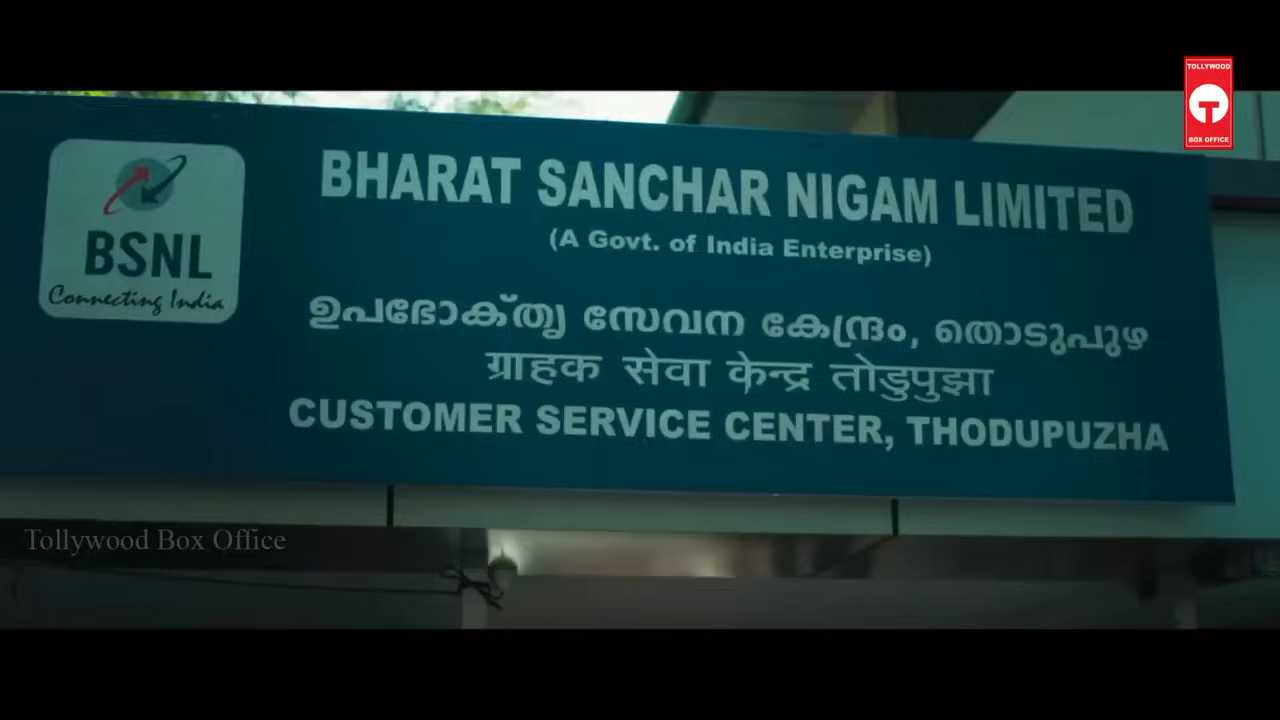 TOLLYWOOD
T
BOX OFFICE
BSNL
Connecting India
BHARAT SANCHAR NIGAM LIMITED
(A Govt. of India Enterprise)
ഉപഭോക്തൃ സേവന കേന്ദ്രം, തൊടുപുഴ
ग्राहक सेवा केन्द्र तोडुपुझा
CUSTOMER SERVICE CENTER, THODUPUZHA
Tollywood Box Office